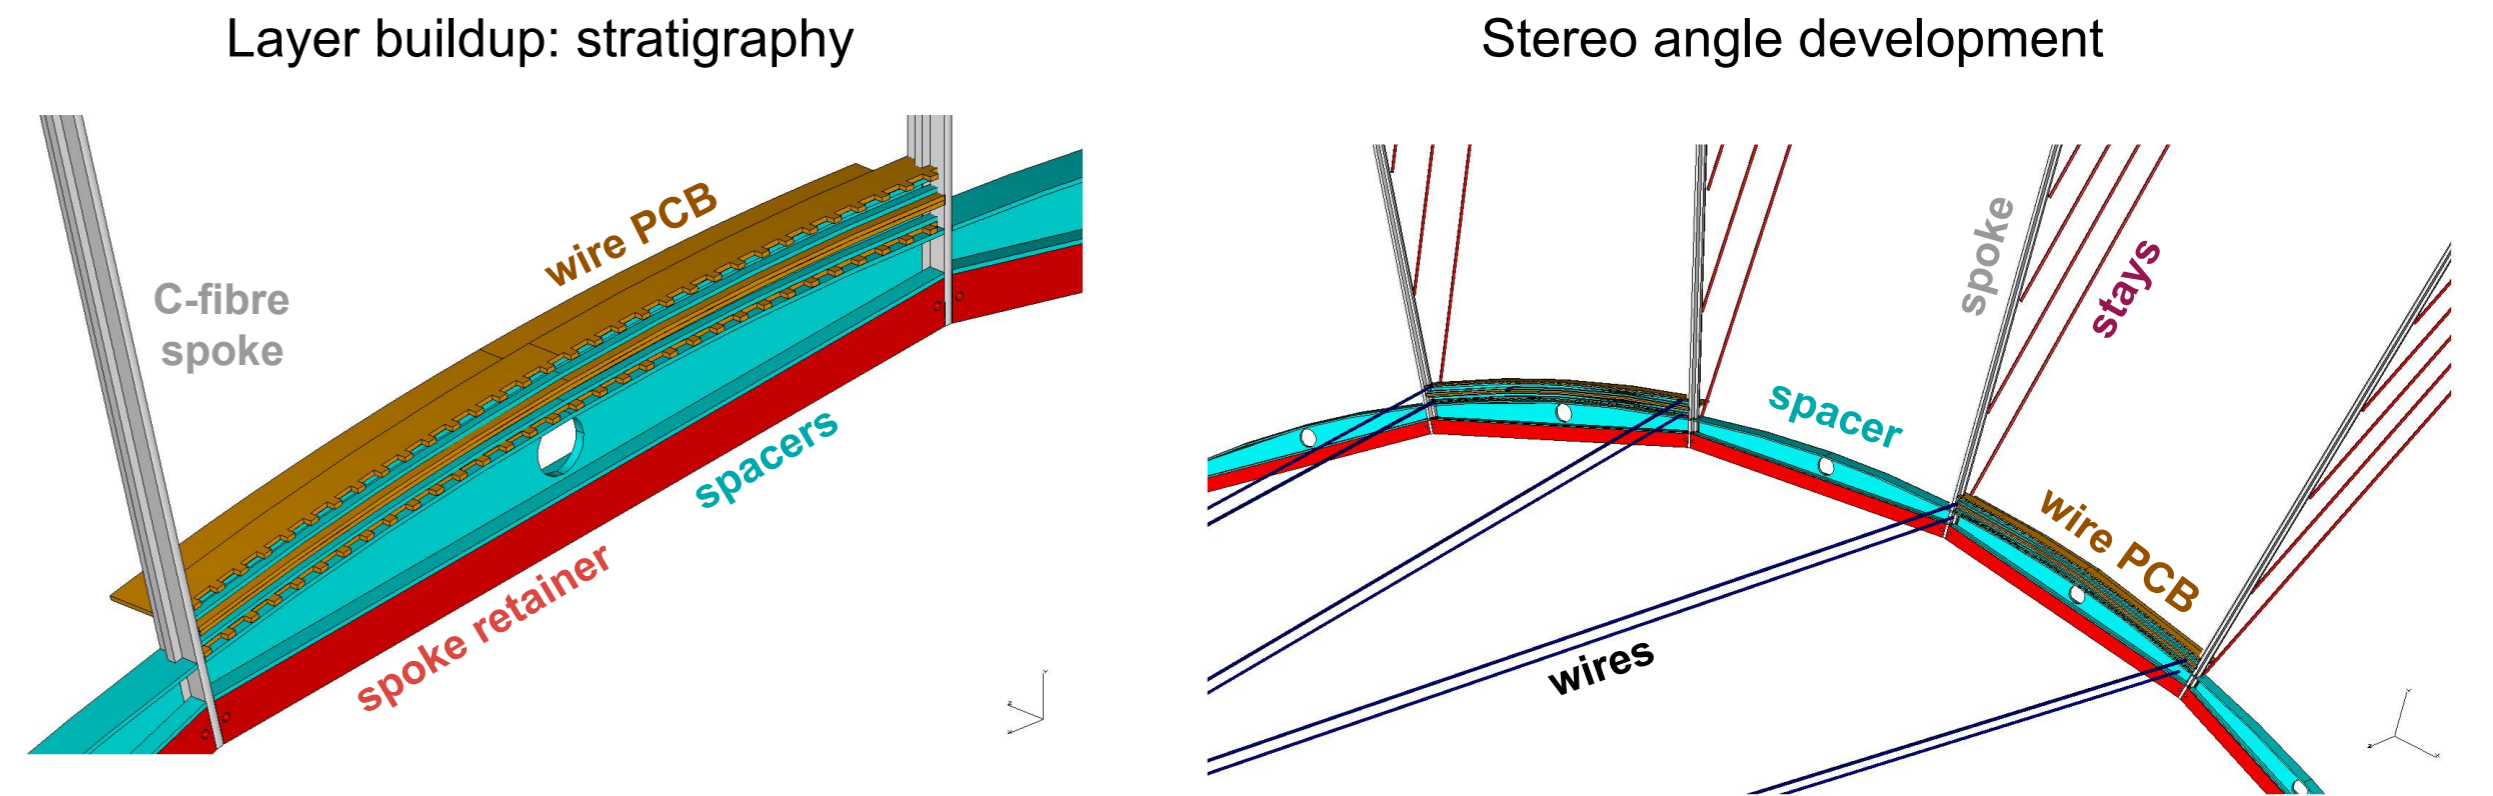 Layer buildup: stratigraphy
wire PCB
C-fibre
spoke
spacers
spoke retainer
Stereo angle development
spoke
stays
spacer
wire PCB
wires